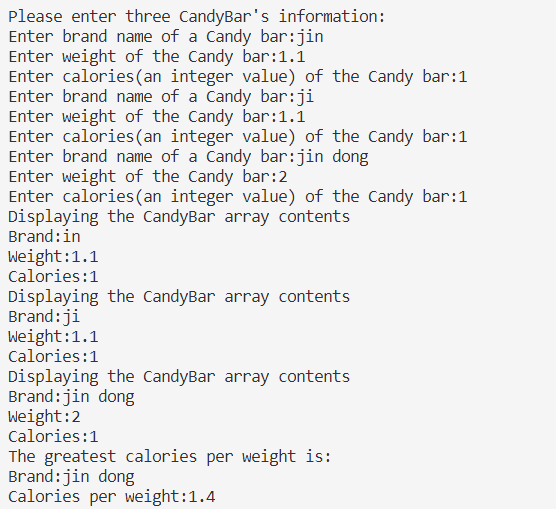 Please enter three CandyBar's information:
Enter brand name of a Candy bar:jin
Enter weight of the Candy bar:1.1
Enter calories(an integer value) of the Candy bar:1
Enter brand name of a Candy bar:ji
Enter weight of the Candy bar:1.1
Enter calories(an integer value) of the Candy bar:1
Enter brand name of a Candy bar:jin dong
Enter weight of the Candy bar:2
Enter calories(an integer value) of the Candy bar:1
Displaying the CandyBar array contents
Brand:in
Weight:1.1
Calories:1
Displaying the CandyBar array contents
Brand:ji
Weight:1.1
Calories:1
Displaying the CandyBar array contents
Brand:jin dong
Weight:2
Calories:1
The greatest calories per weight is:
Brand:jin dong
Calories per weight:1.4